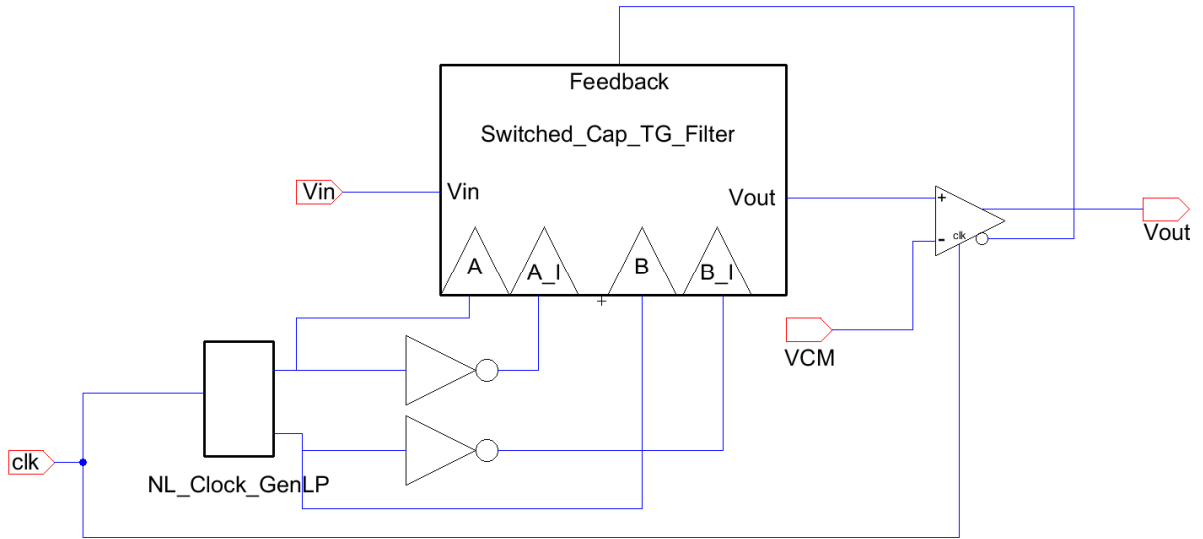 Feedback
Switched_Cap_TG_Filter
Vin
Vin
Vout
+
-
clk
Vout
A
A_I
B
B_I
VCM
clk
NL_Clock_GenLP